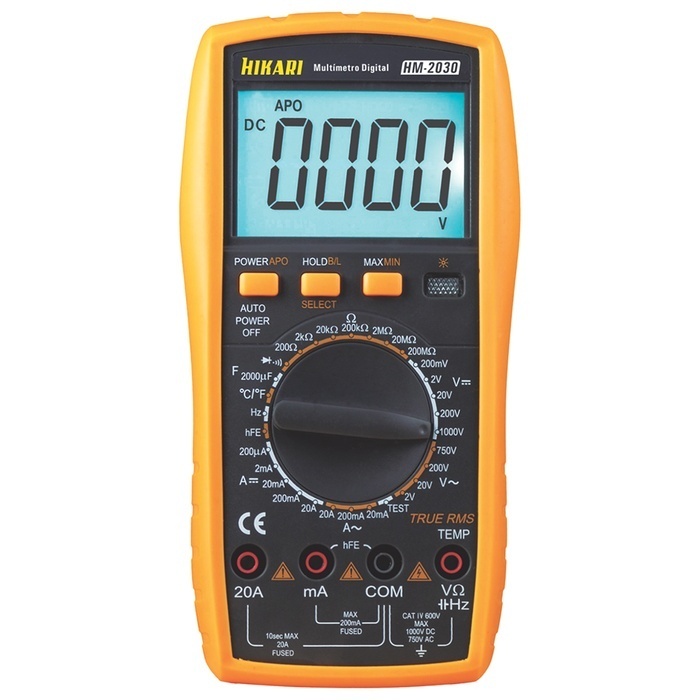 HIKARI Multímetro Digital HM-2030
APO
DC 0000
V
POWER APO HOLD B/L MAX MIN
SELECT
AUTO
POWER
OFF
Ω
200Ω 2kΩ 20kΩ 200kΩ 2MΩ 20MΩ 200MΩ
F 2000µF
°C/°F
Hz
hFE
200µA
2mA
A⎓ 20mA
200mA
20A
200mV
2V
V⎓
20V
200V
1000V
750V
200V
V~
20V
2V
TEST
20A 200mA 20mA
A~
TRUE RMS
CE
hFE
TEMP
20A mA COM VΩ
Hz
MAX
200mA
FUSED
10sec MAX
20A
FUSED
CAT IV 600V
MAX
1000V DC
750V AC